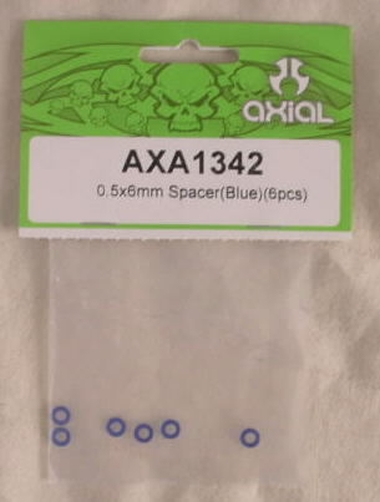 axial
AXA1342
0.5x6mm Spacer(Blue)(6pcs)